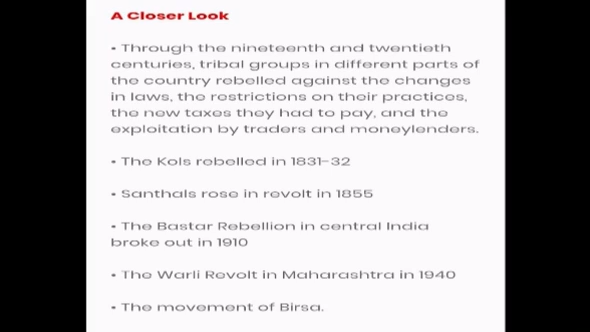 A Closer Look
• Through the nineteenth and twentieth
centuries, tribal groups in different parts of
the country rebelled against the changes
in laws, the restrictions on their practices,
the new taxes they had to pay, and the
exploitation by traders and moneylenders.
• The Kols rebelled in 1831-32
• Santhals rose in revolt in 1855
• The Bastar Rebellion in central India
broke out in 1910
• The Warli Revolt in Maharashtra in 1940
• The movement of Birsa.